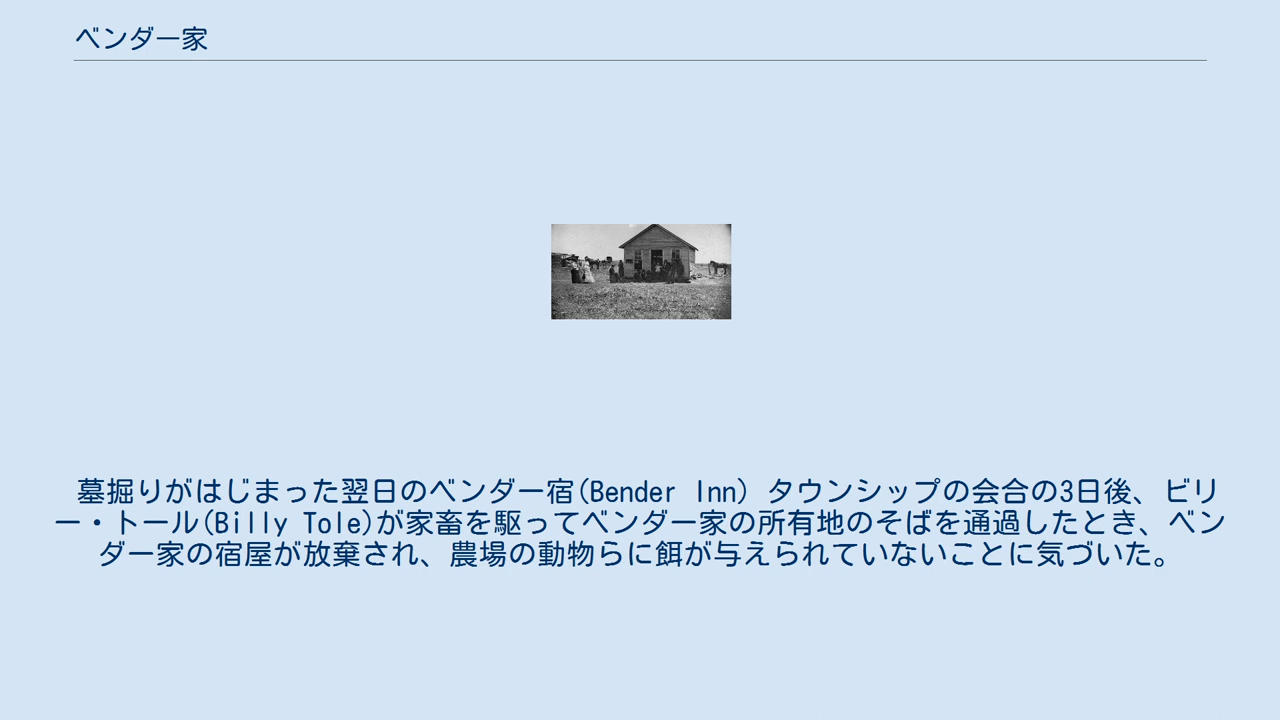 ベンダー家
墓掘りがはじまった翌日のベンダー宿(Bender Inn) タウンシップの会合の3日後、ビリ
ー・トール(Billy Tole)が家畜を駆ってベンダー家の所有地のそばを通過したとき、ベン
ダー家の宿屋が放棄され、農場の動物らに餌が与えられていないことに気づいた。